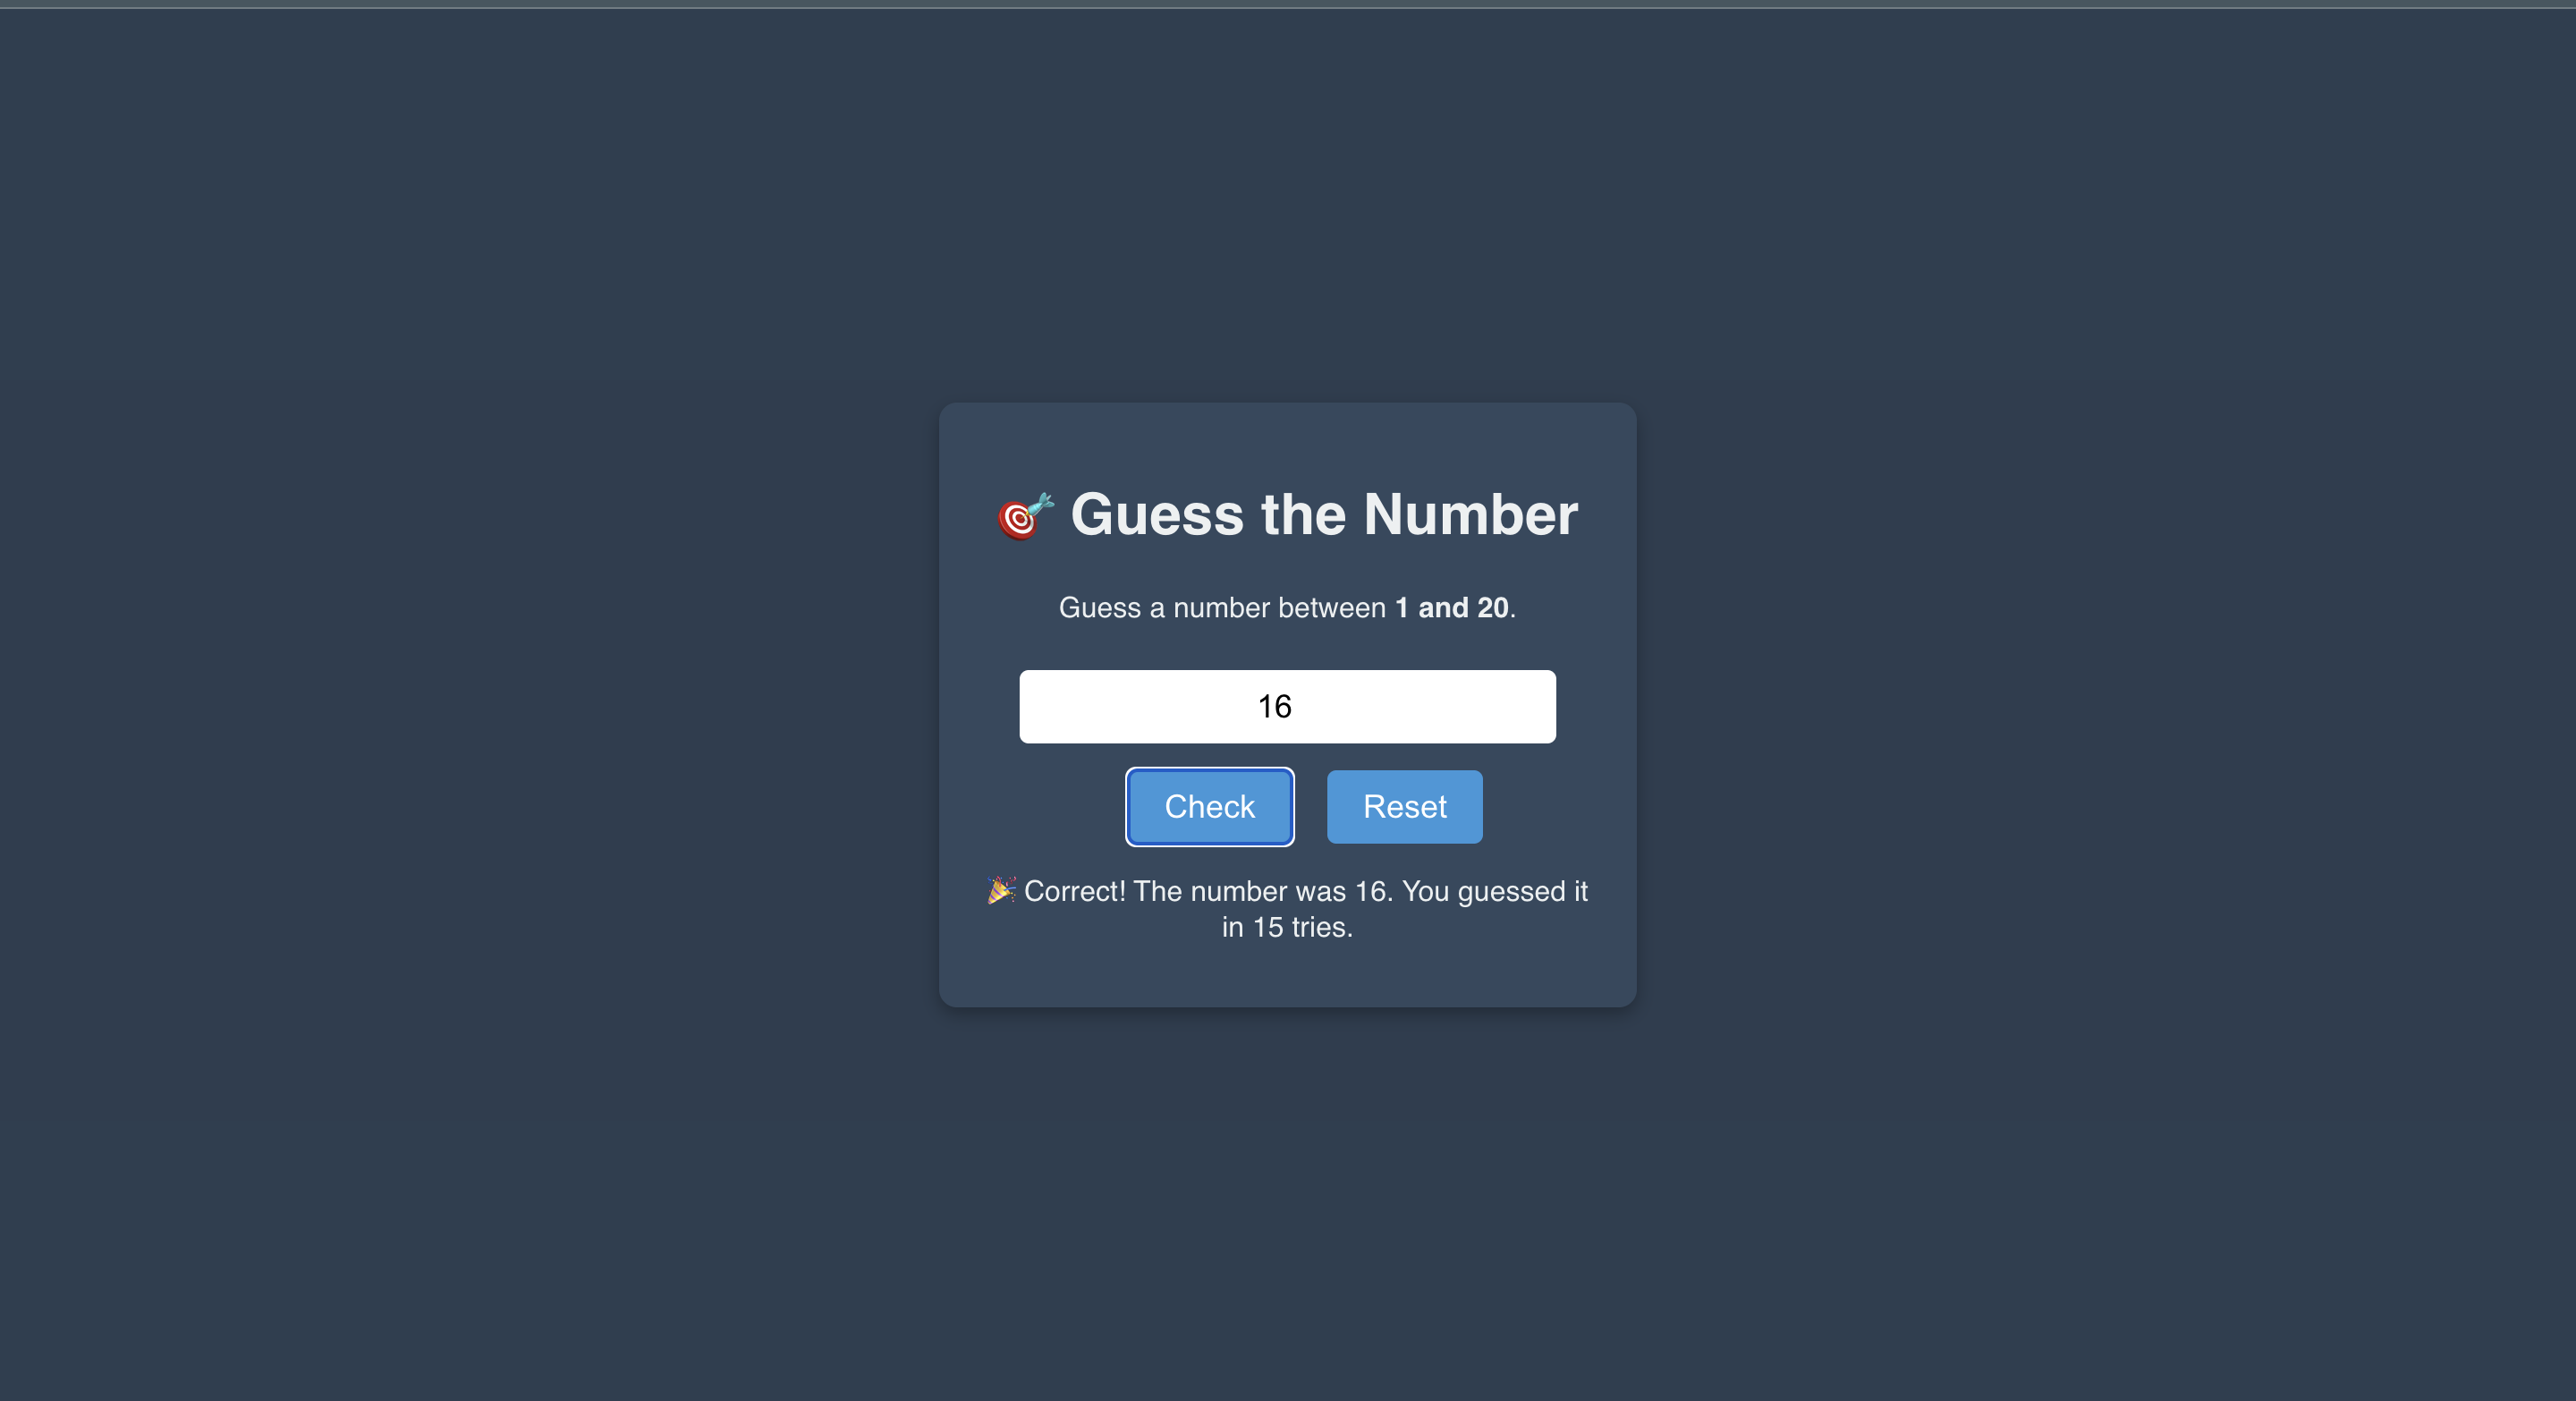 🎯 Guess the Number
Guess a number between 1 and 20.
16
Check Reset
🎉 Correct! The number was 16. You guessed it
in 15 tries.